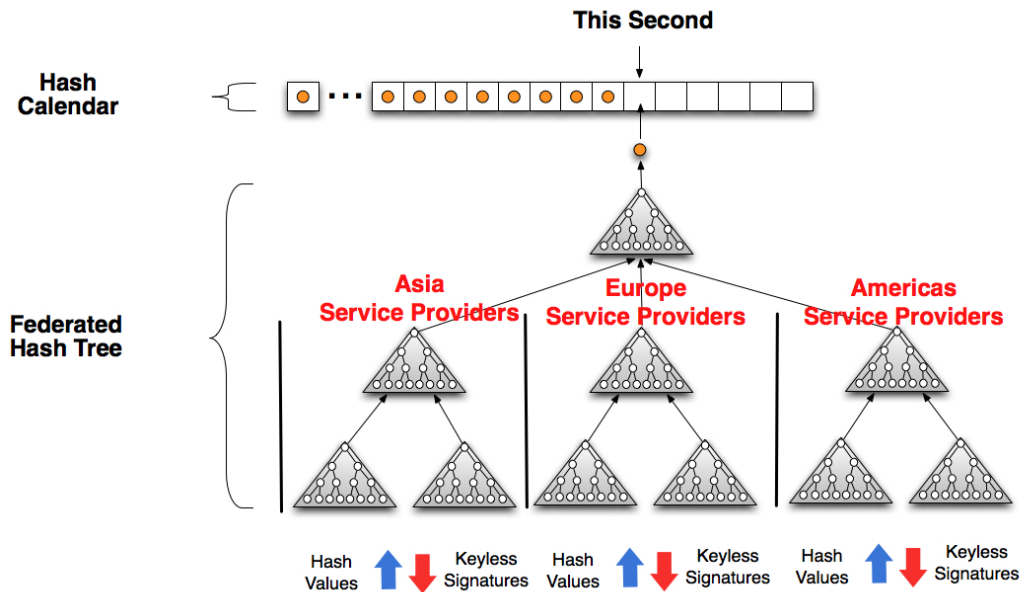 This Second
Hash
Calendar
Asia
Service Providers
Europe
Service Providers
Americas
Service Providers
Federated
Hash Tree
Hash
Values
Keyless
Signatures
Hash
Values
Keyless
Signatures
Hash
Values
Keyless
Signatures